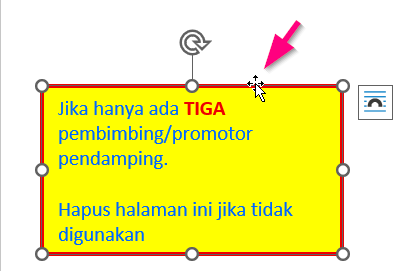 Jika hanya ada TIGA
pembimbing/promotor
pendamping.
Hapus halaman ini jika tidak
digunakan